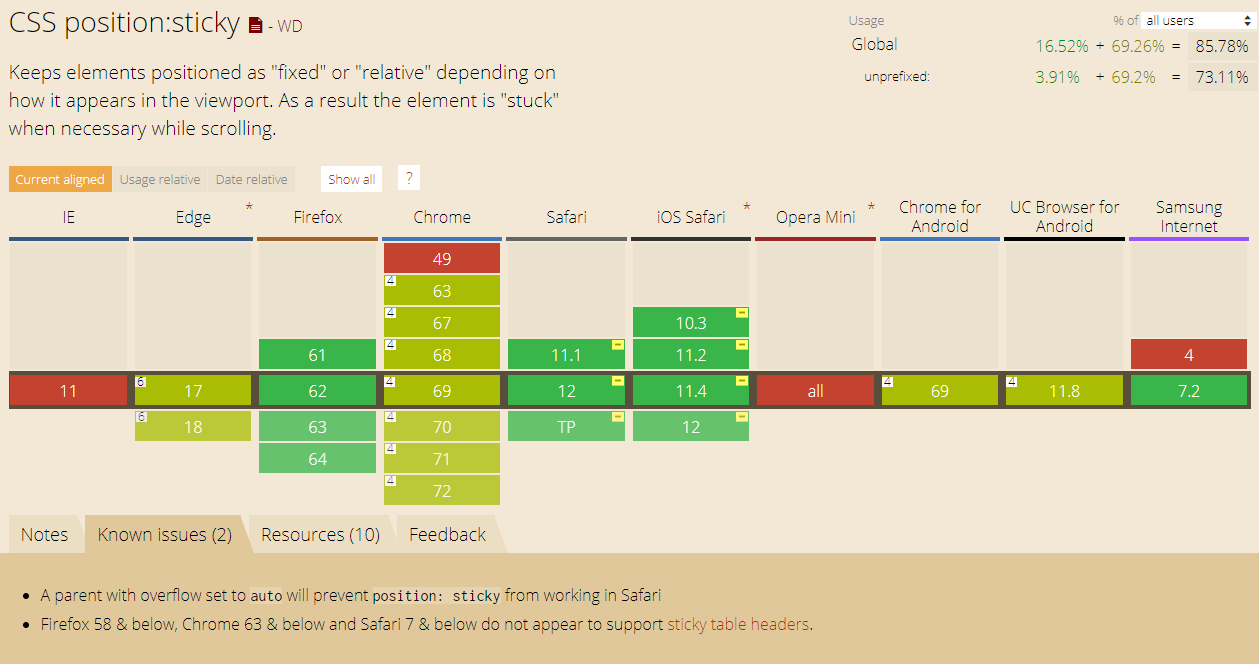 CSS position:sticky - WD
Usage % of all users
Global 16.52% + 69.26% = 85.78%
unprefixed: 3.91% + 69.2% = 73.11%
Keeps elements positioned as "fixed" or "relative" depending on
how it appears in the viewport. As a result the element is "stuck"
when necessary while scrolling.
Current aligned Usage relative Date relative Show all ?
IE Edge * Firefox Chrome Safari iOS Safari * Opera Mini * Chrome for Android UC Browser for Android Samsung Internet
49
4 63
4 67 10.3
61 4 68 11.1 11.2 4
11 6 17 62 4 69 12 11.4 all 4 69 4 11.8 7.2
6 18 63 4 70 TP 12
64 4 71
4 72
Notes Known issues (2) Resources (10) Feedback
• A parent with overflow set to auto will prevent position: sticky from working in Safari
• Firefox 58 & below, Chrome 63 & below and Safari 7 & below do not appear to support sticky table headers.